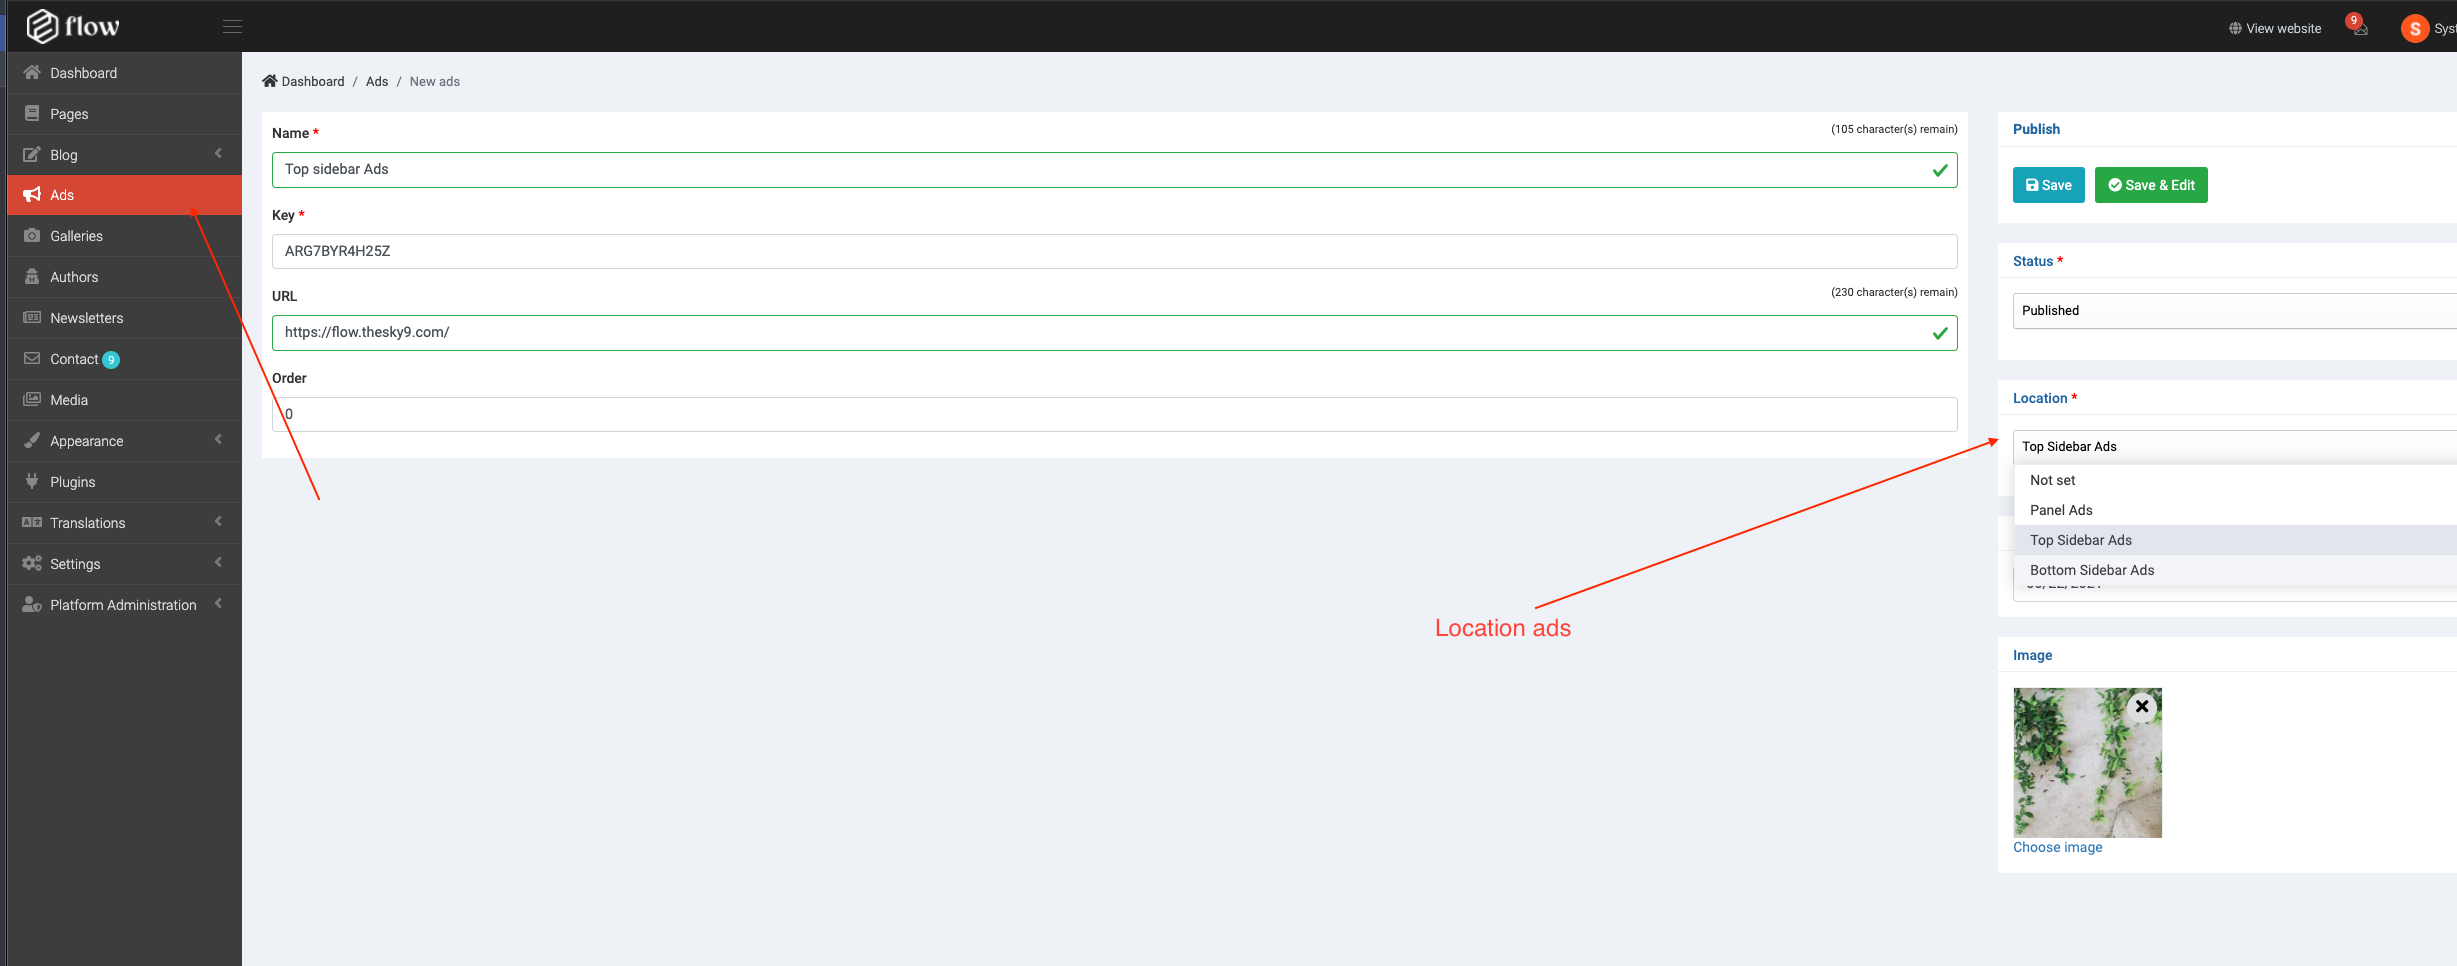 flow
View website
9
S
Syst
Dashboard
Pages
Blog
Ads
Galleries
Authors
Newsletters
Contact 9
Media
Appearance
Plugins
Translations
Settings
Platform Administration
Dashboard / Ads / New ads
Name *
(105 character(s) remain)
Top sidebar Ads
Key *
ARG7BYR4H25Z
URL
(230 character(s) remain)
https://flow.thesky9.com/
Order
0
Location ads
Publish
Save
Save & Edit
Status *
Published
Location *
Top Sidebar Ads
Not set
Panel Ads
Top Sidebar Ads
Bottom Sidebar Ads
Image
Choose image